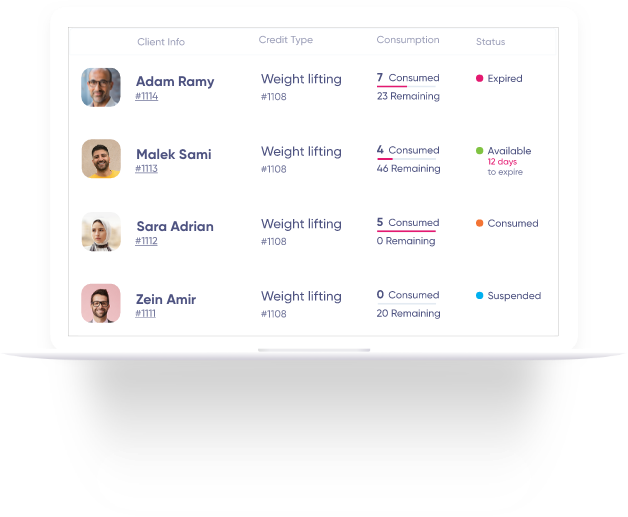 Client Info Credit Type Consumption Status
Adam Ramy Weight lifting 7 Consumed Expired
#1114 #1108 23 Remaining
Malek Sami Weight lifting 4 Consumed Available
#1113 #1108 46 Remaining 12 days
to expire
Sara Adrian Weight lifting 5 Consumed Consumed
#1112 #1108 0 Remaining
Zein Amir Weight lifting 0 Consumed Suspended
#1111 #1108 20 Remaining